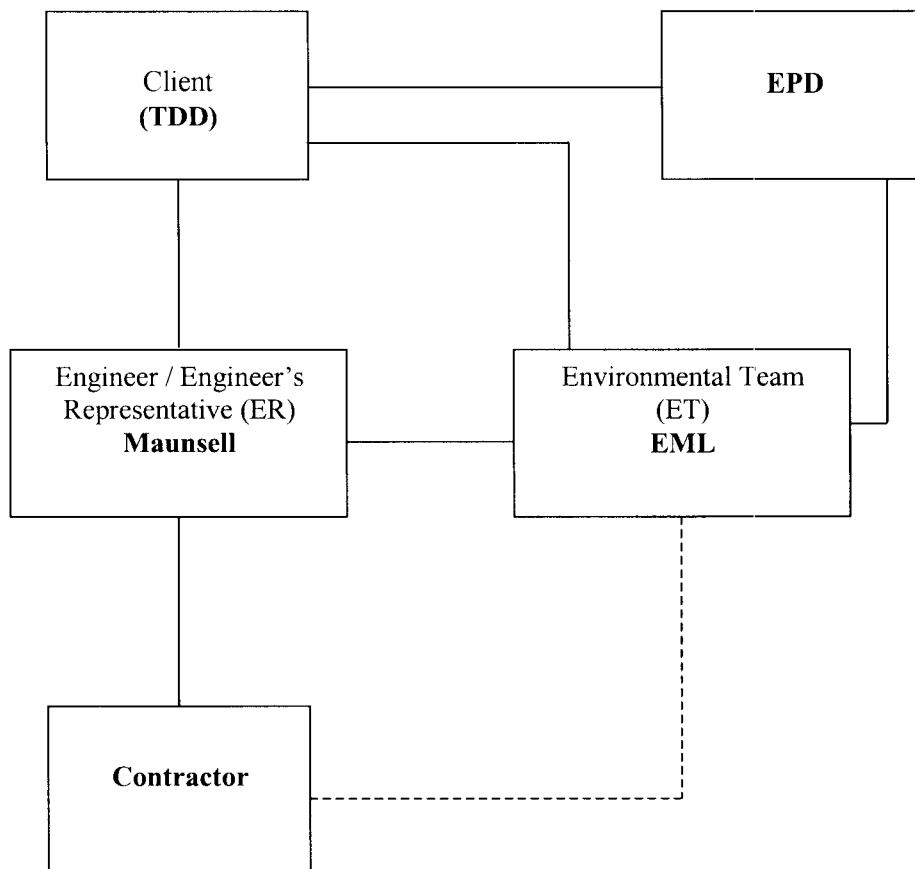 Client
(TDD)
EPD
Engineer / Engineer’s
Representative (ER)
Maunsell
Environmental Team
(ET)
EML
Contractor